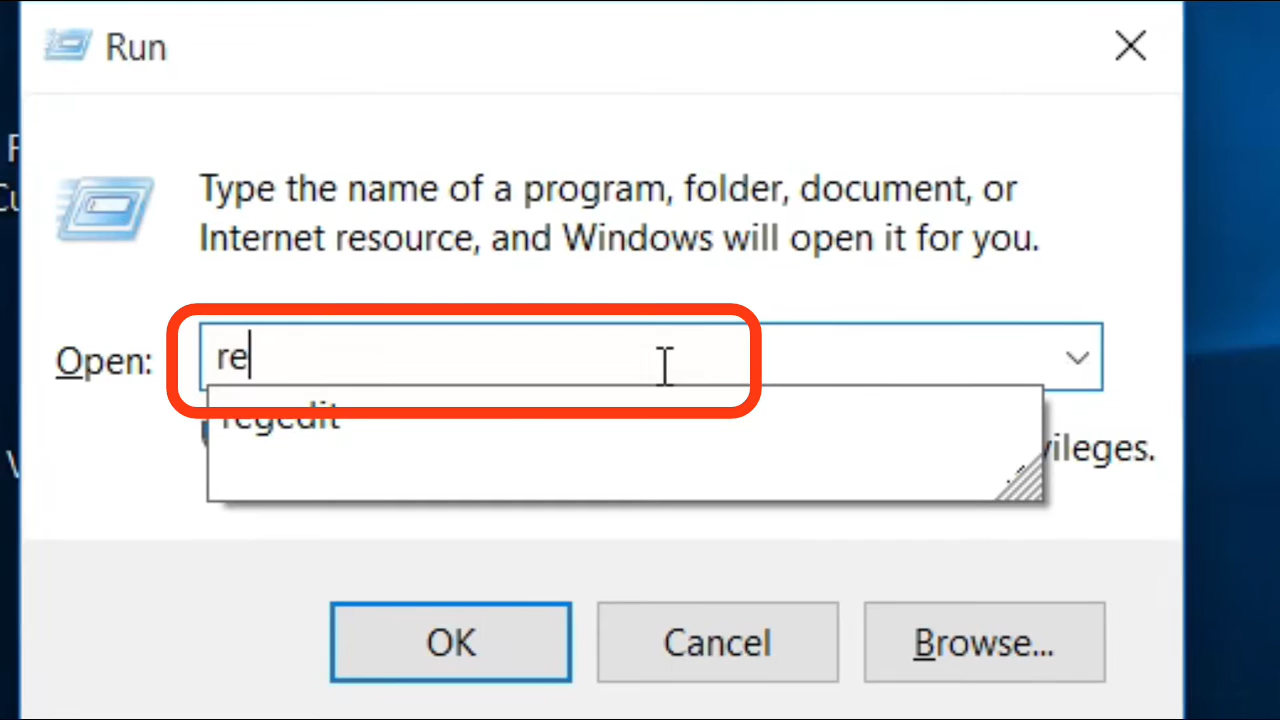 Run
Type the name of a program, folder, document, or
Internet resource, and Windows will open it for you.
Open: re
regedit
vileges.
OK Cancel Browse...